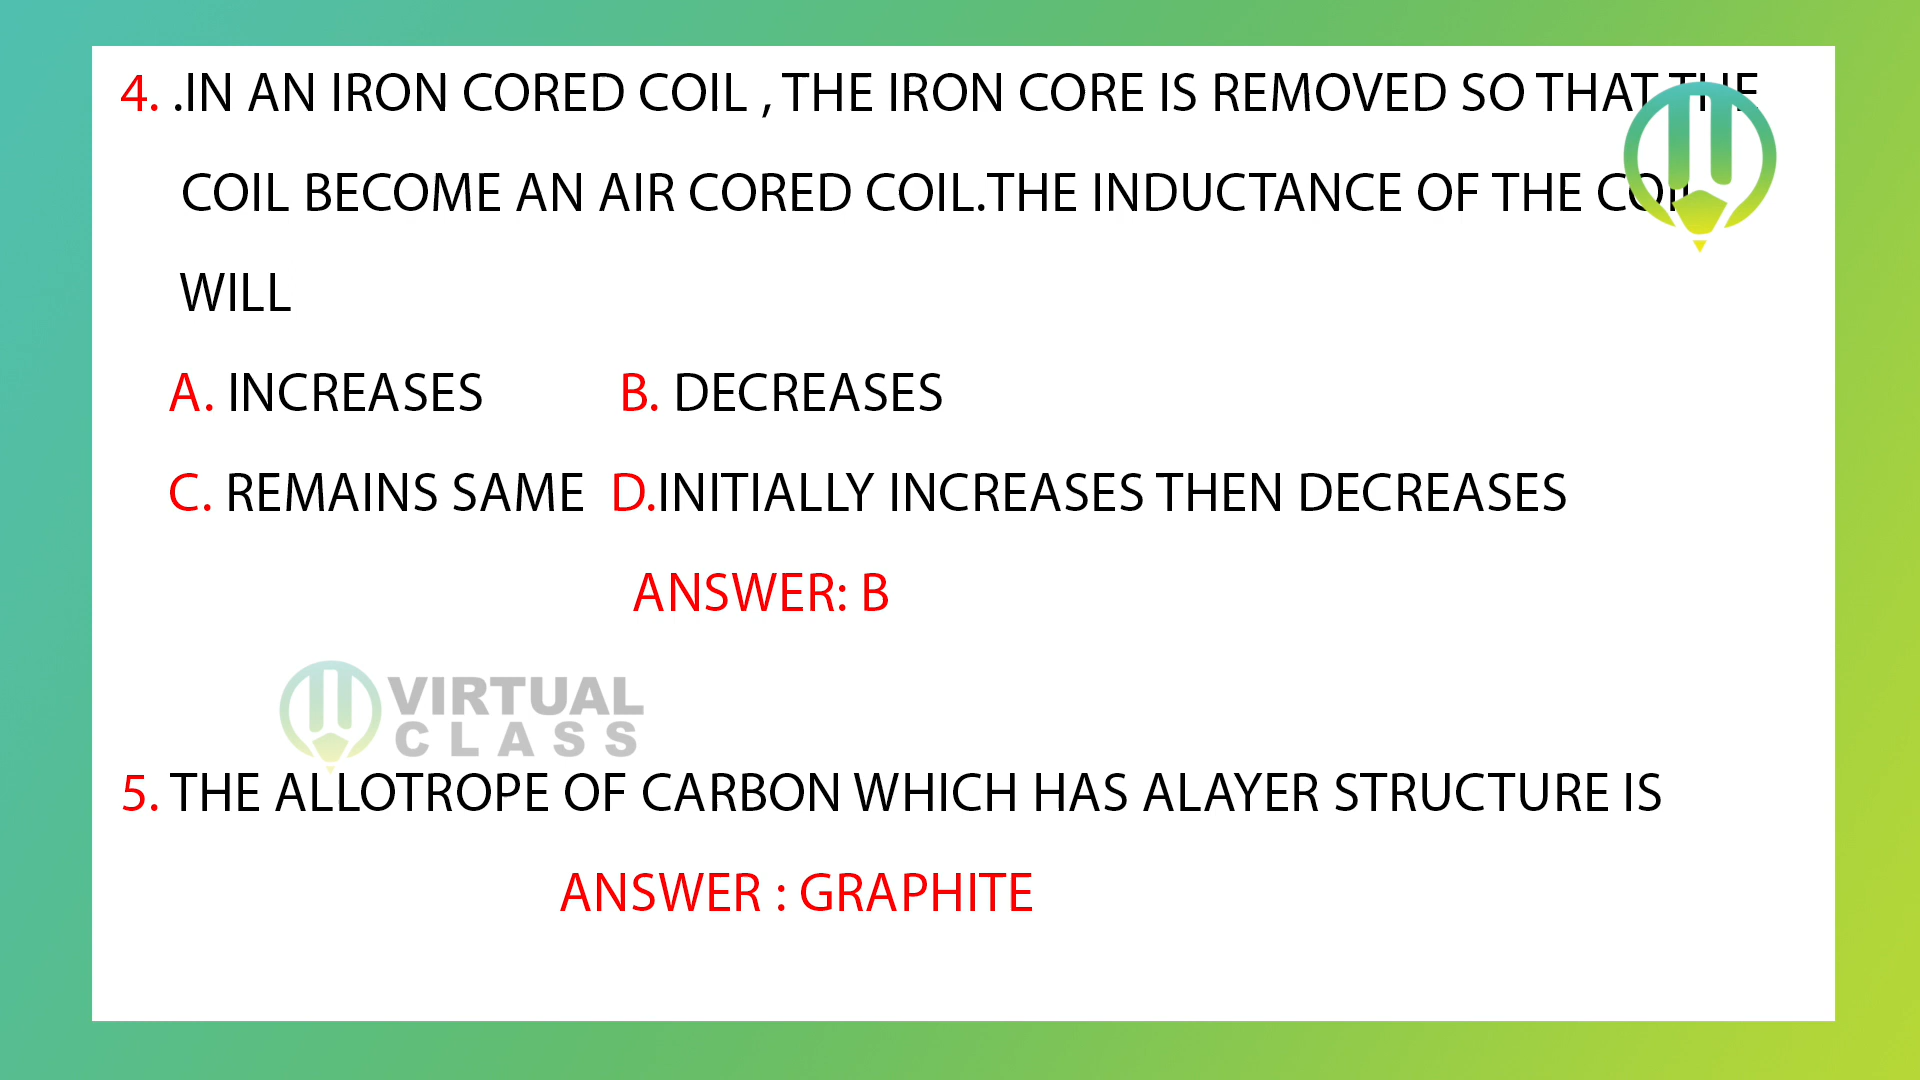 4. .IN AN IRON CORED COIL , THE IRON CORE IS REMOVED SO THAT THE
COIL BECOME AN AIR CORED COIL.THE INDUCTANCE OF THE COIL
WILL
A. INCREASES B. DECREASES
C. REMAINS SAME D.INITIALLY INCREASES THEN DECREASES
ANSWER: B
VIRTUAL
CLASS
5. THE ALLOTROPE OF CARBON WHICH HAS ALAYER STRUCTURE IS
ANSWER : GRAPHITE